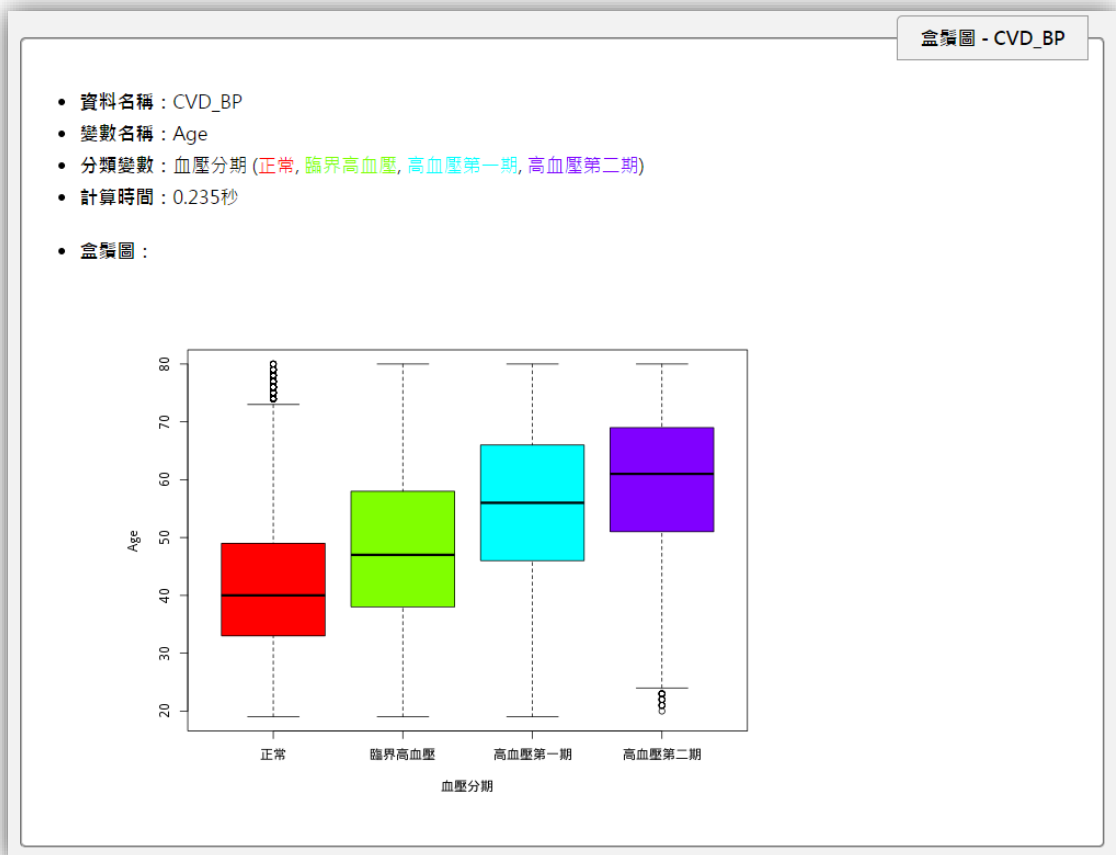 盒鬚圖 - CVD_BP
資料名稱：CVD_BP
變數名稱：Age
分類變數：血壓分期 (正常, 臨界高血壓, 高血壓第一期, 高血壓第二期)
計算時間：0.235秒
盒鬚圖：
80
70
60
50
40
30
20
Age
正常 臨界高血壓 高血壓第一期 高血壓第二期
血壓分期